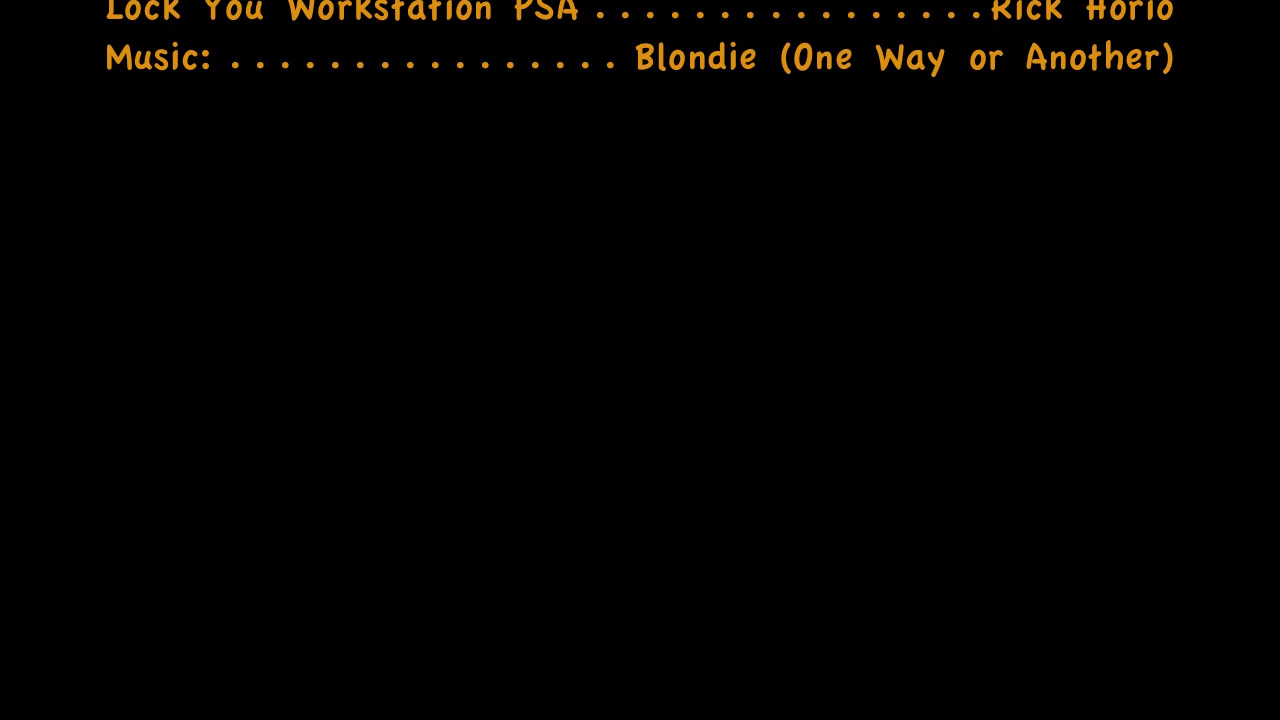 Lock You Workstation PSA . . . . . . . . . . . . . . . . Rick Horio
Music: . . . . . . . . . . . . . . . . Blondie (One Way or Another)